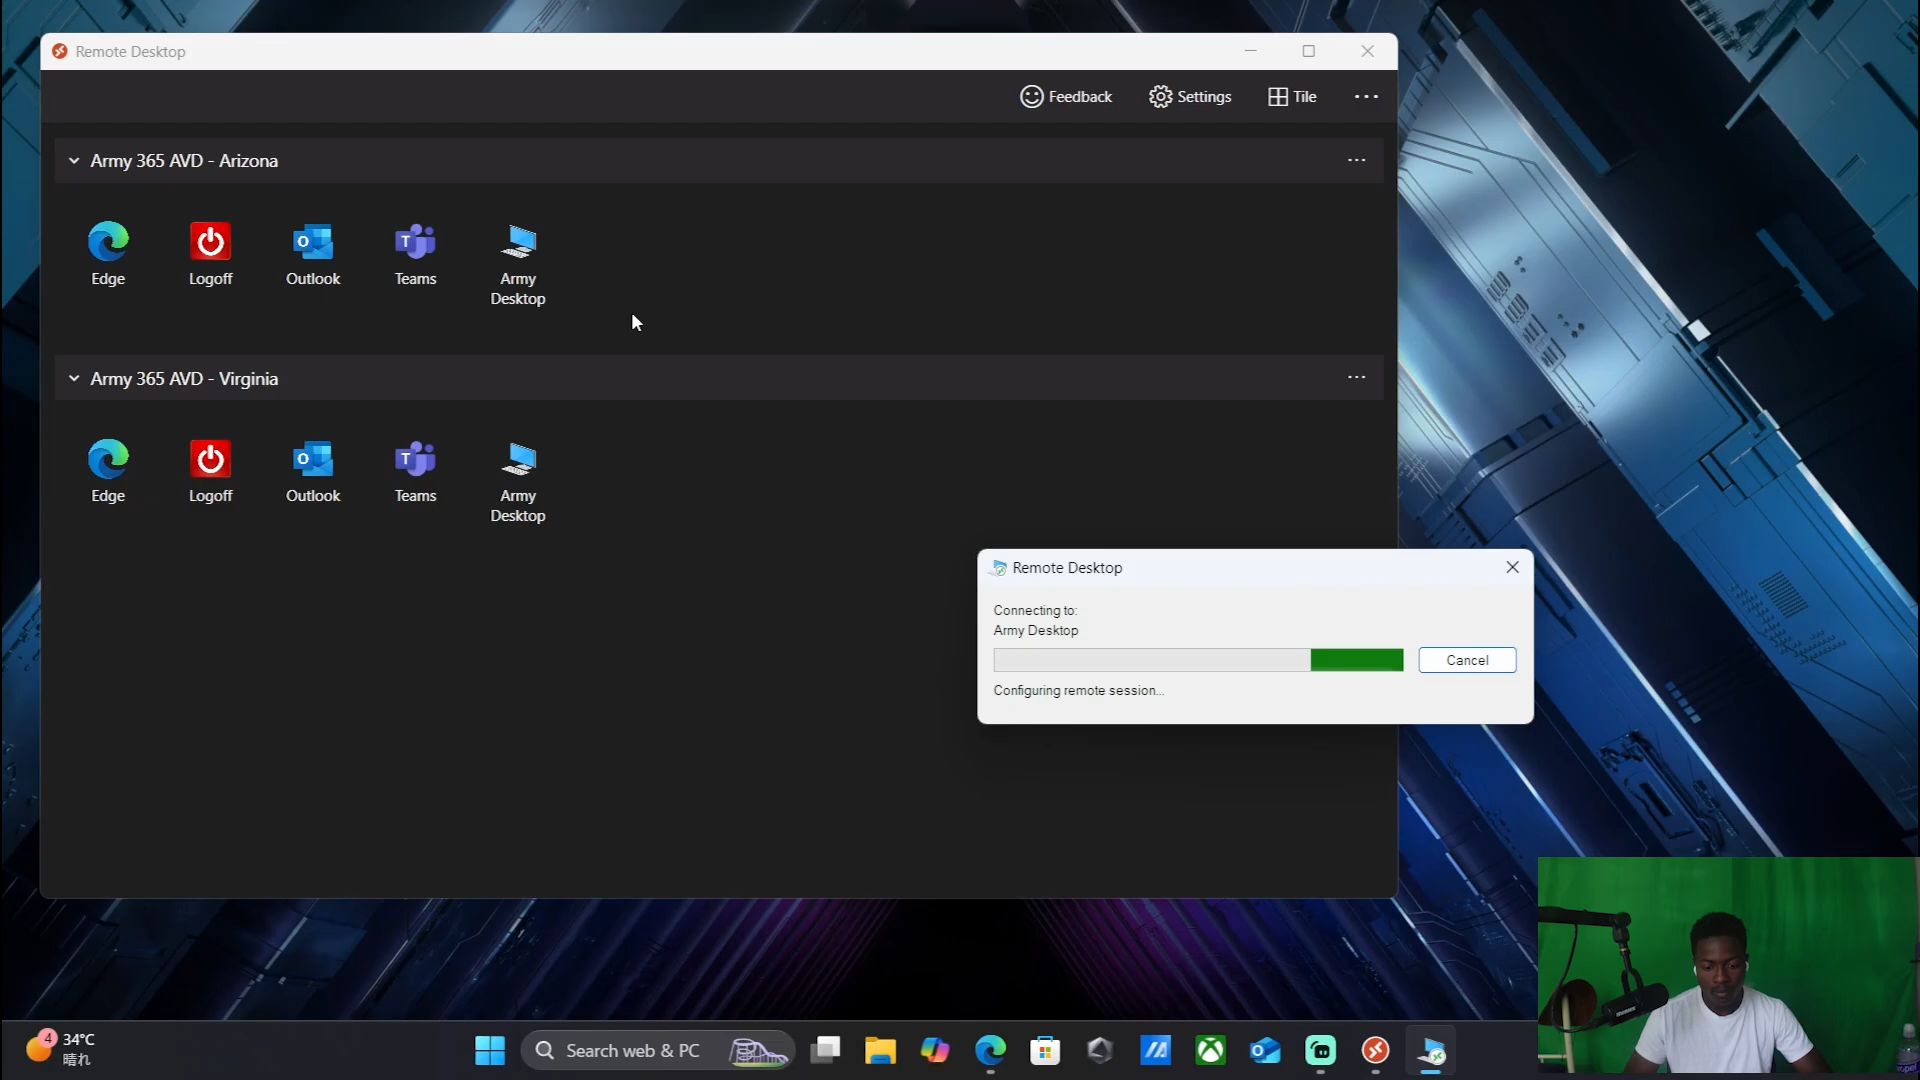 Remote Desktop
Feedback
Settings
Tile
Army 365 AVD - Arizona
Edge
Logoff
Outlook
Teams
Army
Desktop
Army 365 AVD - Virginia
Edge
Logoff
Outlook
Teams
Army
Desktop
Remote Desktop
Connecting to:
Army Desktop
Cancel
Configuring remote session...
4
34°C
晴れ
Search web & PC